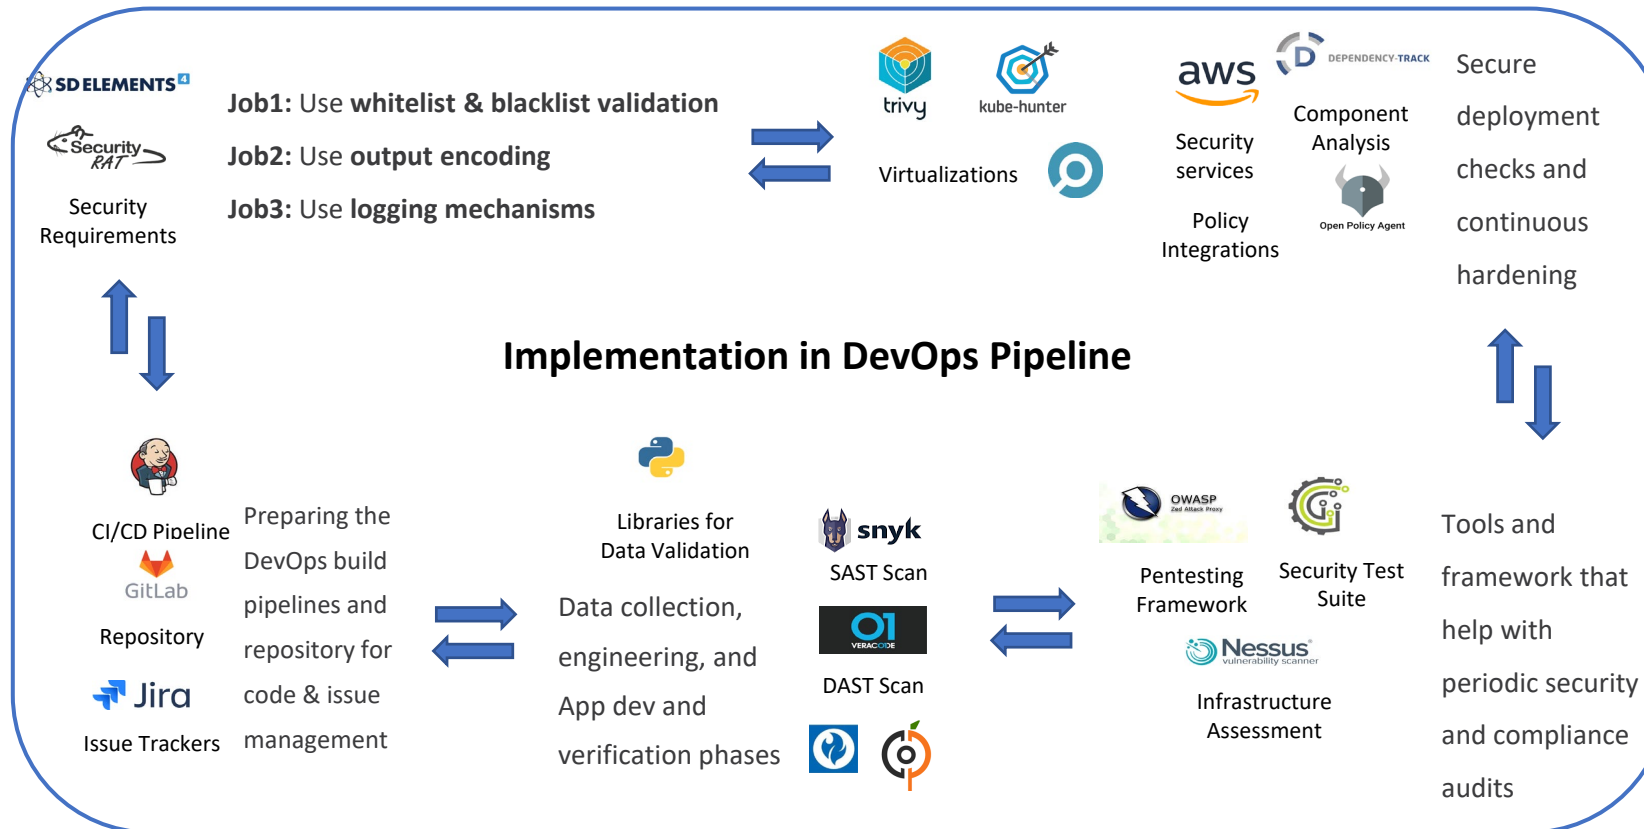 SD ELEMENTS 4
Security
RAT
Security
Requirements
Job1: Use whitelist & blacklist validation
Job2: Use output encoding
Job3: Use logging mechanisms
trivy
kube-hunter
Virtualizations
aws
Security
services
Policy
Integrations
DEPENDENCY-TRACK
Component
Analysis
Open Policy Agent
Secure
deployment
checks and
continuous
hardening
Implementation in DevOps Pipeline
CI/CD Pipeline
GitLab
Repository
Jira
Issue Trackers
Preparing the
DevOps build
pipelines and
repository for
code & issue
management
Libraries for
Data Validation
Data collection,
engineering, and
App dev and
verification phases
snyk
SAST Scan
VERACODE
DAST Scan
OWASP
Zed Attack Proxy
Pentesting
Framework
Security Test
Suite
Nessus®
vulnerability scanner
Infrastructure
Assessment
Tools and
framework that
help with
periodic security
and compliance
audits